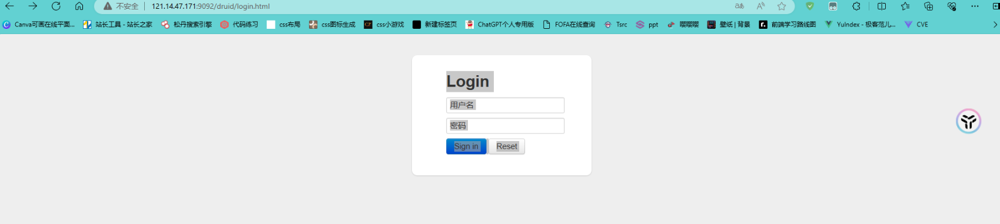 不安全 121.14.47.171:9092/druid/login.html
Canva可画在线平面... 站长工具 - 站长之家 松丹搜索引擎 代码练习 css布局 css图标生成 css小游戏 新建标签页 ChatGPT个人专用版 FOFA在线查询 Tsrc ppt 嘤嘤嘤 壁纸 | 背景 前端学习路线图 YuIndex - 极客范儿... CVE
Login
用户名
密码
Sign in Reset